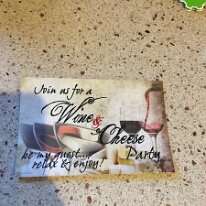 Join us for a
Wine &
Cheese
Party
be my guest...
relax & enjoy!